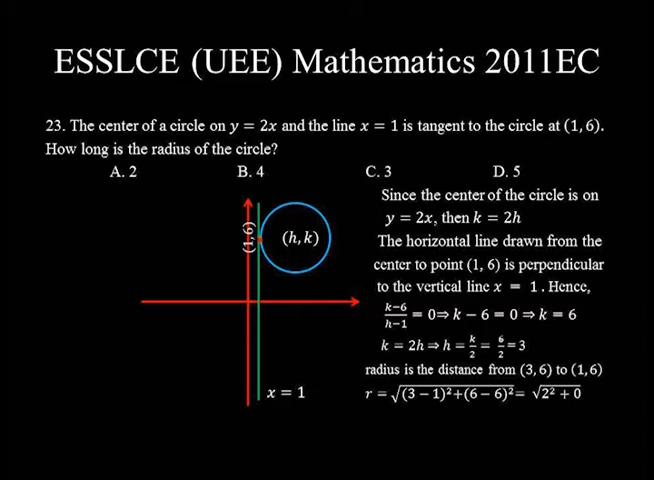 ESSLCE (UEE) Mathematics 2011EC
23. The center of a circle on y = 2x and the line x = 1 is tangent to the circle at (1, 6).
How long is the radius of the circle?
A. 2 B. 4 C. 3 D. 5
Since the center of the circle is on
y = 2x, then k = 2h
(1,6)
(h, k)
The horizontal line drawn from the
center to point (1, 6) is perpendicular
to the vertical line x = 1. Hence,
\frac{k-6}{h-1} = 0⇒ k − 6 = 0 ⇒ k = 6
k = 2h ⇒ h = \frac{k}{2} = \frac{6}{2} = 3
radius is the distance from (3, 6) to (1, 6)
x = 1
r = √((3 − 1)²+(6 − 6)²) = √(2² + 0)